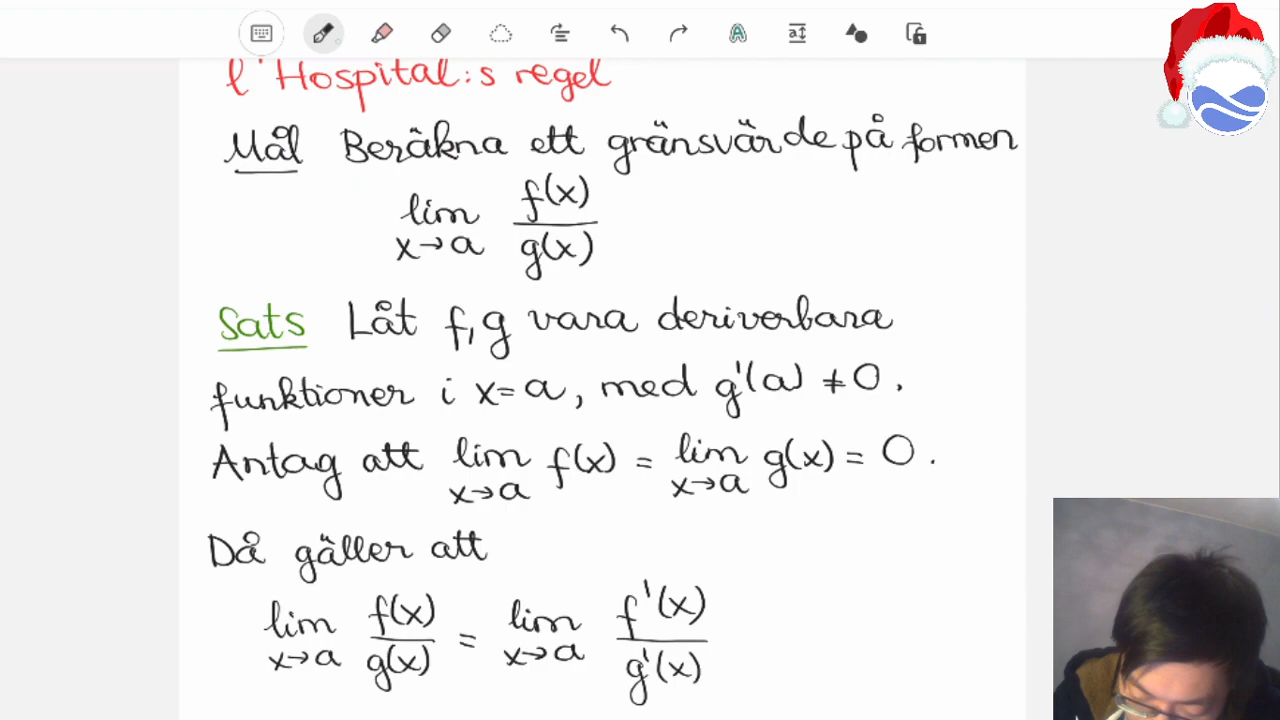 l'Hospital:s regel
Mål Beräkna ett gränsvärde på formen
lim x→a f(x)/g(x)
Sats Låt f,g vara deriverbara
funktioner i x=a, med g'(a) ≠ 0.
Antag att lim x→a f(x) = lim x→a g(x) = 0.
Då gäller att
lim x→a f(x)/g(x) = lim x→a f'(x)/g'(x)